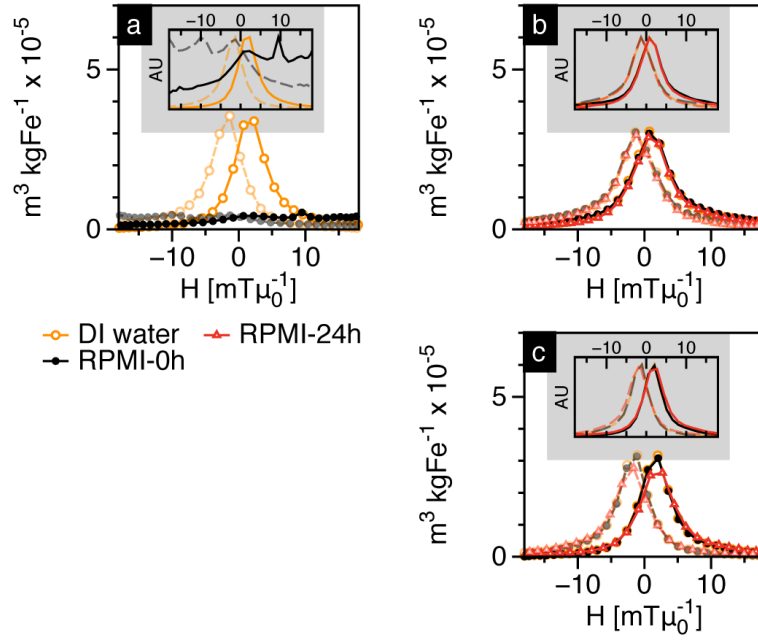 a
−10 0 10
AU
m³ kgFe⁻¹ x 10⁻⁵
5
0
−10 0 10
H [mTμ₀⁻¹]
b
−10 0 10
AU
m³ kgFe⁻¹ x 10⁻⁵
5
0
−10 0 10
H [mTμ₀⁻¹]
DI water
RPMI-24h
RPMI-0h
c
−10 0 10
AU
m³ kgFe⁻¹ x 10⁻⁵
5
0
−10 0 10
H [mTμ₀⁻¹]